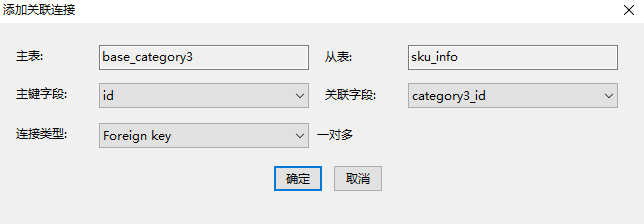 添加关联连接
主表: base_category3 从表: sku_info
主键字段: id 关联字段: category3_id
连接类型: Foreign key 一对多
确定 取消